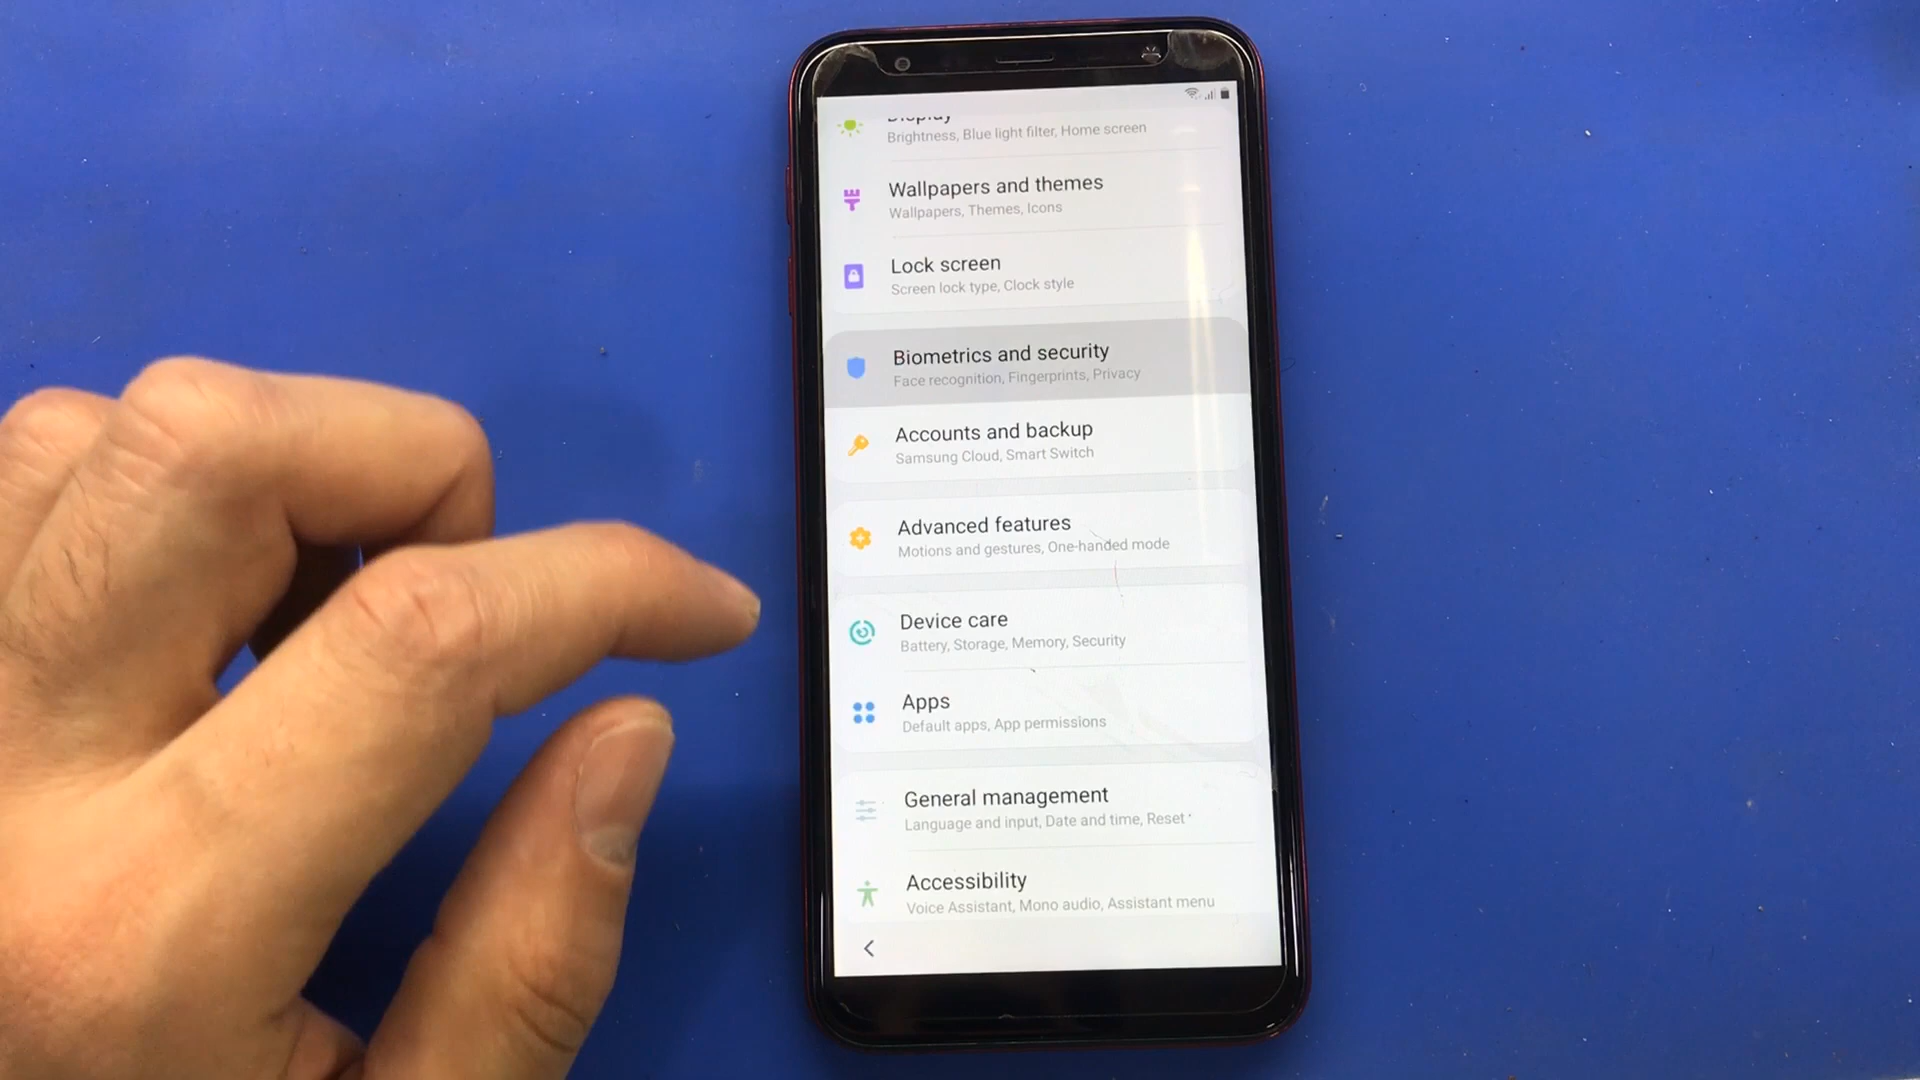 Display
Brightness, Blue light filter, Home screen
Wallpapers and themes
Wallpapers, Themes, Icons
Lock screen
Screen lock type, Clock style
Biometrics and security
Face recognition, Fingerprints, Privacy
Accounts and backup
Samsung Cloud, Smart Switch
Advanced features
Motions and gestures, One-handed mode
Device care
Battery, Storage, Memory, Security
Apps
Default apps, App permissions
General management
Language and input, Date and time, Reset
Accessibility
Voice Assistant, Mono audio, Assistant menu